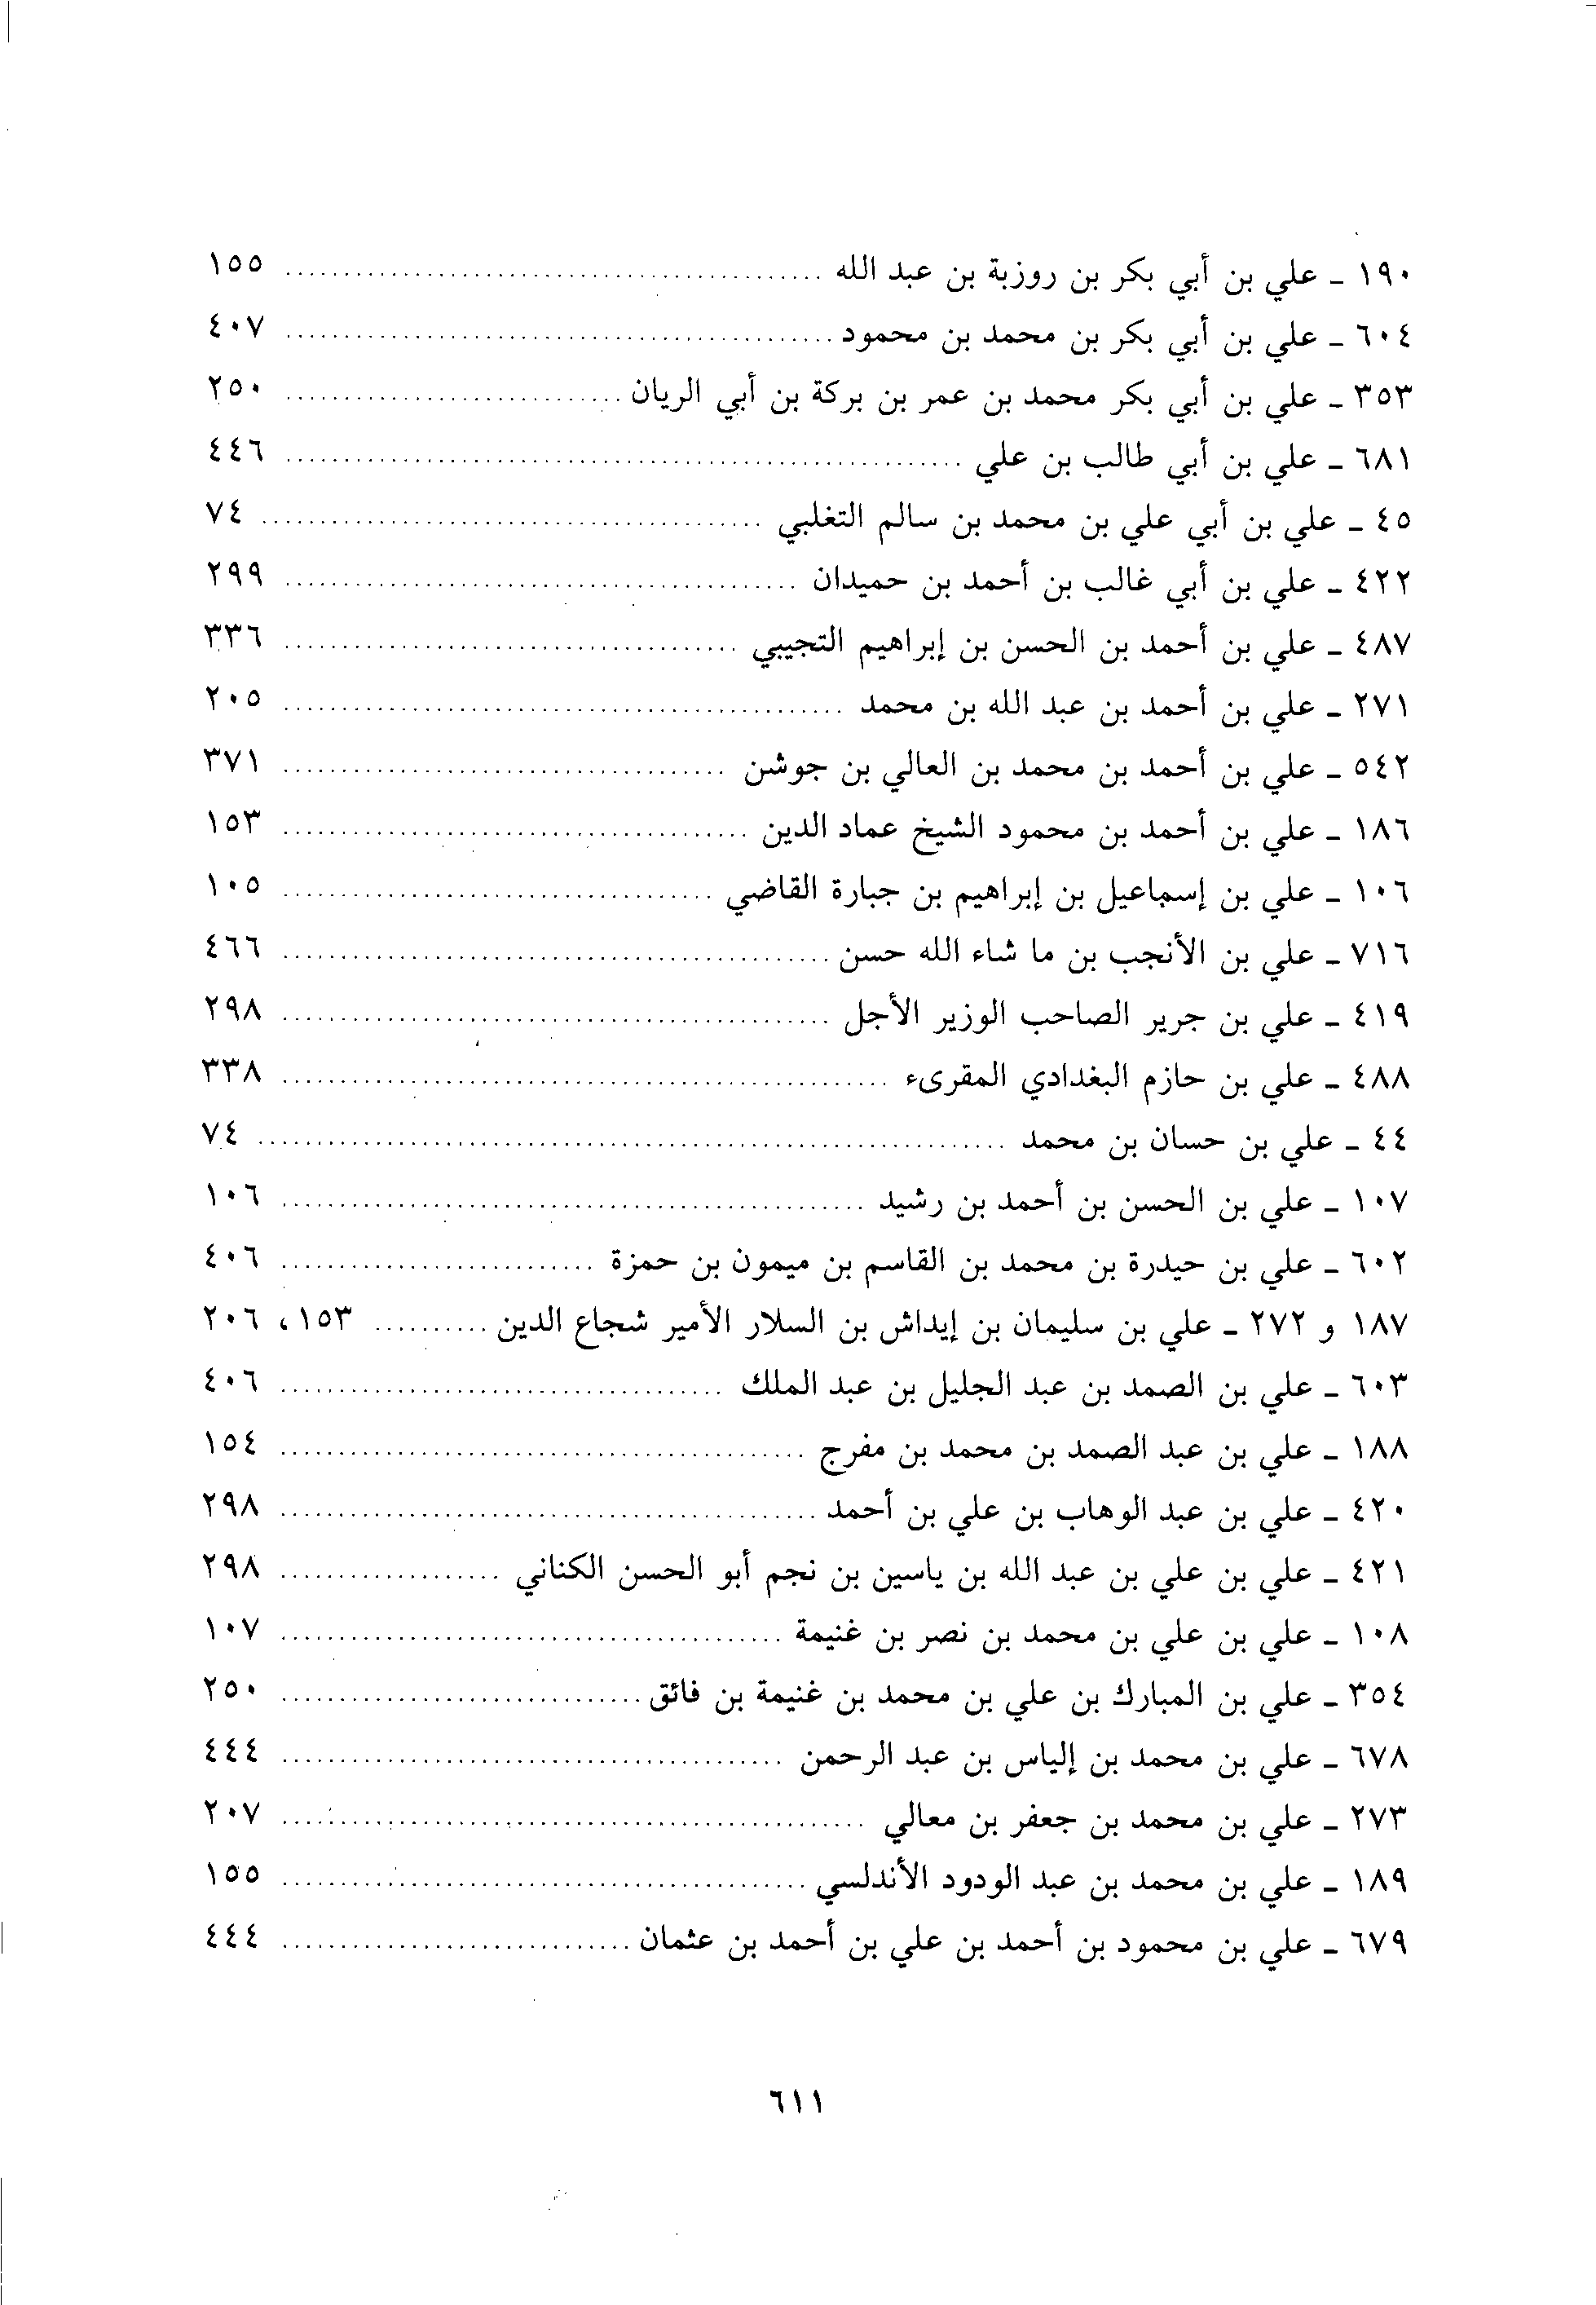 ١٩٠ ـ علي بن أبي بكر بن روزبة بن عبد الله ........ ١٥٥
٦٠٤ ـ علي بن أبي بكر بن محمد بن محمود ........ ٤٠٧
٣٥٣ ـ علي بن أبي بكر محمد بن عمر بن بركة بن أبي الريان ........ ٢٥٠
٦٨١ ـ علي بن أبي طالب بن علي ........ ٤٤٦
٤٥ ـ علي بن أبي علي بن محمد بن سالم التغلبي ........ ٧٤
٤٢٢ ـ علي بن أبي غالب بن أحمد بن حميدان ........ ٢٩٩
٤٨٧ ـ علي بن أحمد بن الحسن بن إبراهيم التجيبي ........ ٣٣٦
٢٧١ ـ علي بن أحمد بن عبد الله بن محمد ........ ٢٠٥
٥٤٢ ـ علي بن أحمد بن محمد بن العالي بن جوشن ........ ٣٧١
١٨٦ ـ علي بن أحمد بن محمود الشيخ عماد الدين ........ ١٥٣
١٠٦ ـ علي بن إسماعيل بن إبراهيم بن جبارة القاضي ........ ١٠٥
٧١٦ ـ علي بن الأنجب بن ما شاء الله حسن ........ ٤٦٦
٤١٩ ـ علي بن جرير الصاحب الوزير الأجل ........ ٢٩٨
٤٨٨ ـ علي بن حازم البغدادي المقرىء ........ ٣٣٨
٤٤ ـ علي بن حسان بن محمد ........ ٧٤
١٠٧ ـ علي بن الحسن بن أحمد بن رشيد ........ ١٠٦
٦٠٢ ـ علي بن حيدرة بن محمد بن القاسم بن ميمون بن حمزة ........ ٤٠٦
١٨٧ و ٢٧٢ ـ علي بن سليمان بن إيداش بن السلار الأمير شجاع الدين ........ ١٥٣، ٢٠٦
٦٠٣ ـ علي بن الصمد بن عبد الجليل بن عبد الملك ........ ٤٠٦
١٨٨ ـ علي بن عبد الصمد بن محمد بن مفرج ........ ١٥٤
٤٢٠ ـ علي بن عبد الوهاب بن علي بن أحمد ........ ٢٩٨
٤٢١ ـ علي بن علي بن عبد الله بن ياسين بن نجم أبو الحسن الكناني ........ ٢٩٨
١٠٨ ـ علي بن علي بن محمد بن نصر بن غنيمة ........ ١٠٧
٣٥٤ ـ علي بن المبارك بن علي بن محمد بن غنيمة بن فائق ........ ٢٥٠
٦٧٨ ـ علي بن محمد بن إلياس بن عبد الرحمن ........ ٤٤٤
٢٧٣ ـ علي بن محمد بن جعفر بن معالي ........ ٢٠٧
١٨٩ ـ علي بن محمد بن عبد الودود الأندلسي ........ ١٥٥
٦٧٩ ـ علي بن محمود بن أحمد بن علي بن أحمد بن عثمان ........ ٤٤٤
٦١١